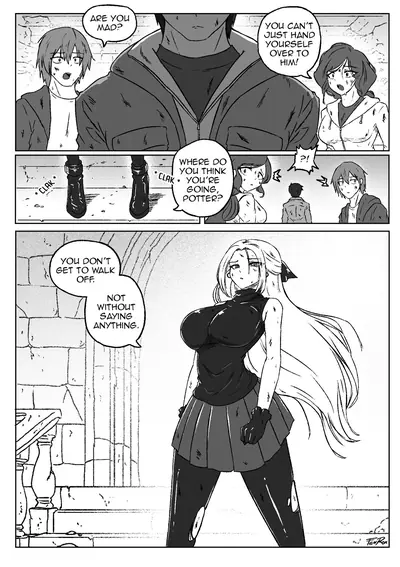 ARE YOU
MAD?
YOU CAN'T
JUST HAND
YOURSELF
OVER TO
HIM!
CLAK
CLAK
WHERE DO
YOU THINK
YOU'RE
GOING,
POTTER?
?!
YOU DON'T
GET TO WALK
OFF.
NOT
WITHOUT
SAYING
ANYTHING.